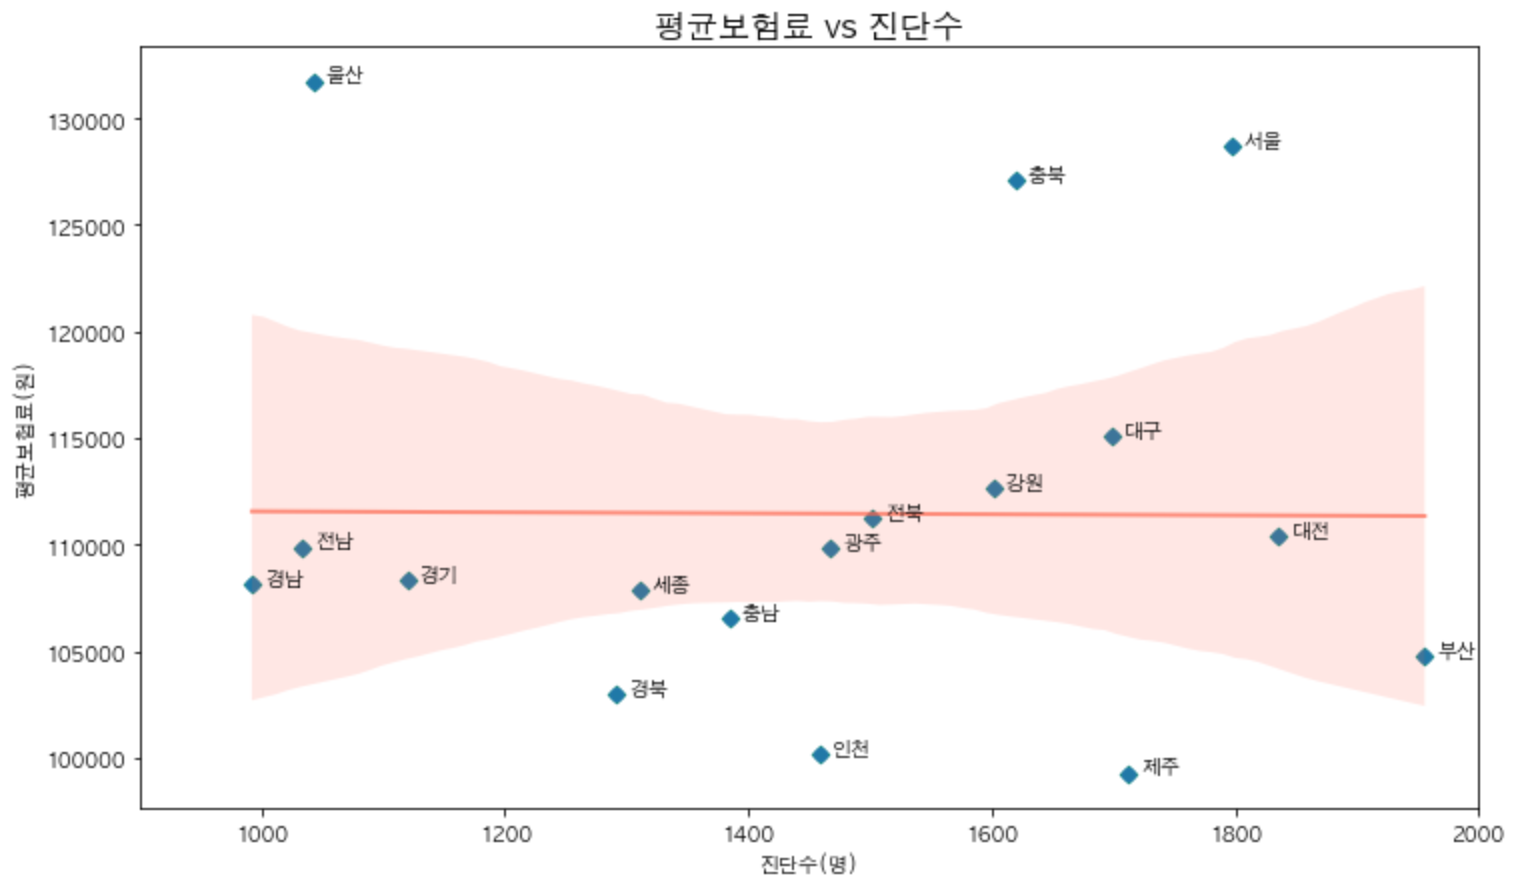 평균보험료 vs 진단수
울산
130000
서울
충북
125000
120000
평균보험료(원)
115000
대구
강원
전북
110000
전남
광주
대전
경남
경기
세종
충남
105000
부산
경북
100000
인천
제주
1000 1200 1400 1600 1800 2000
진단수(명)